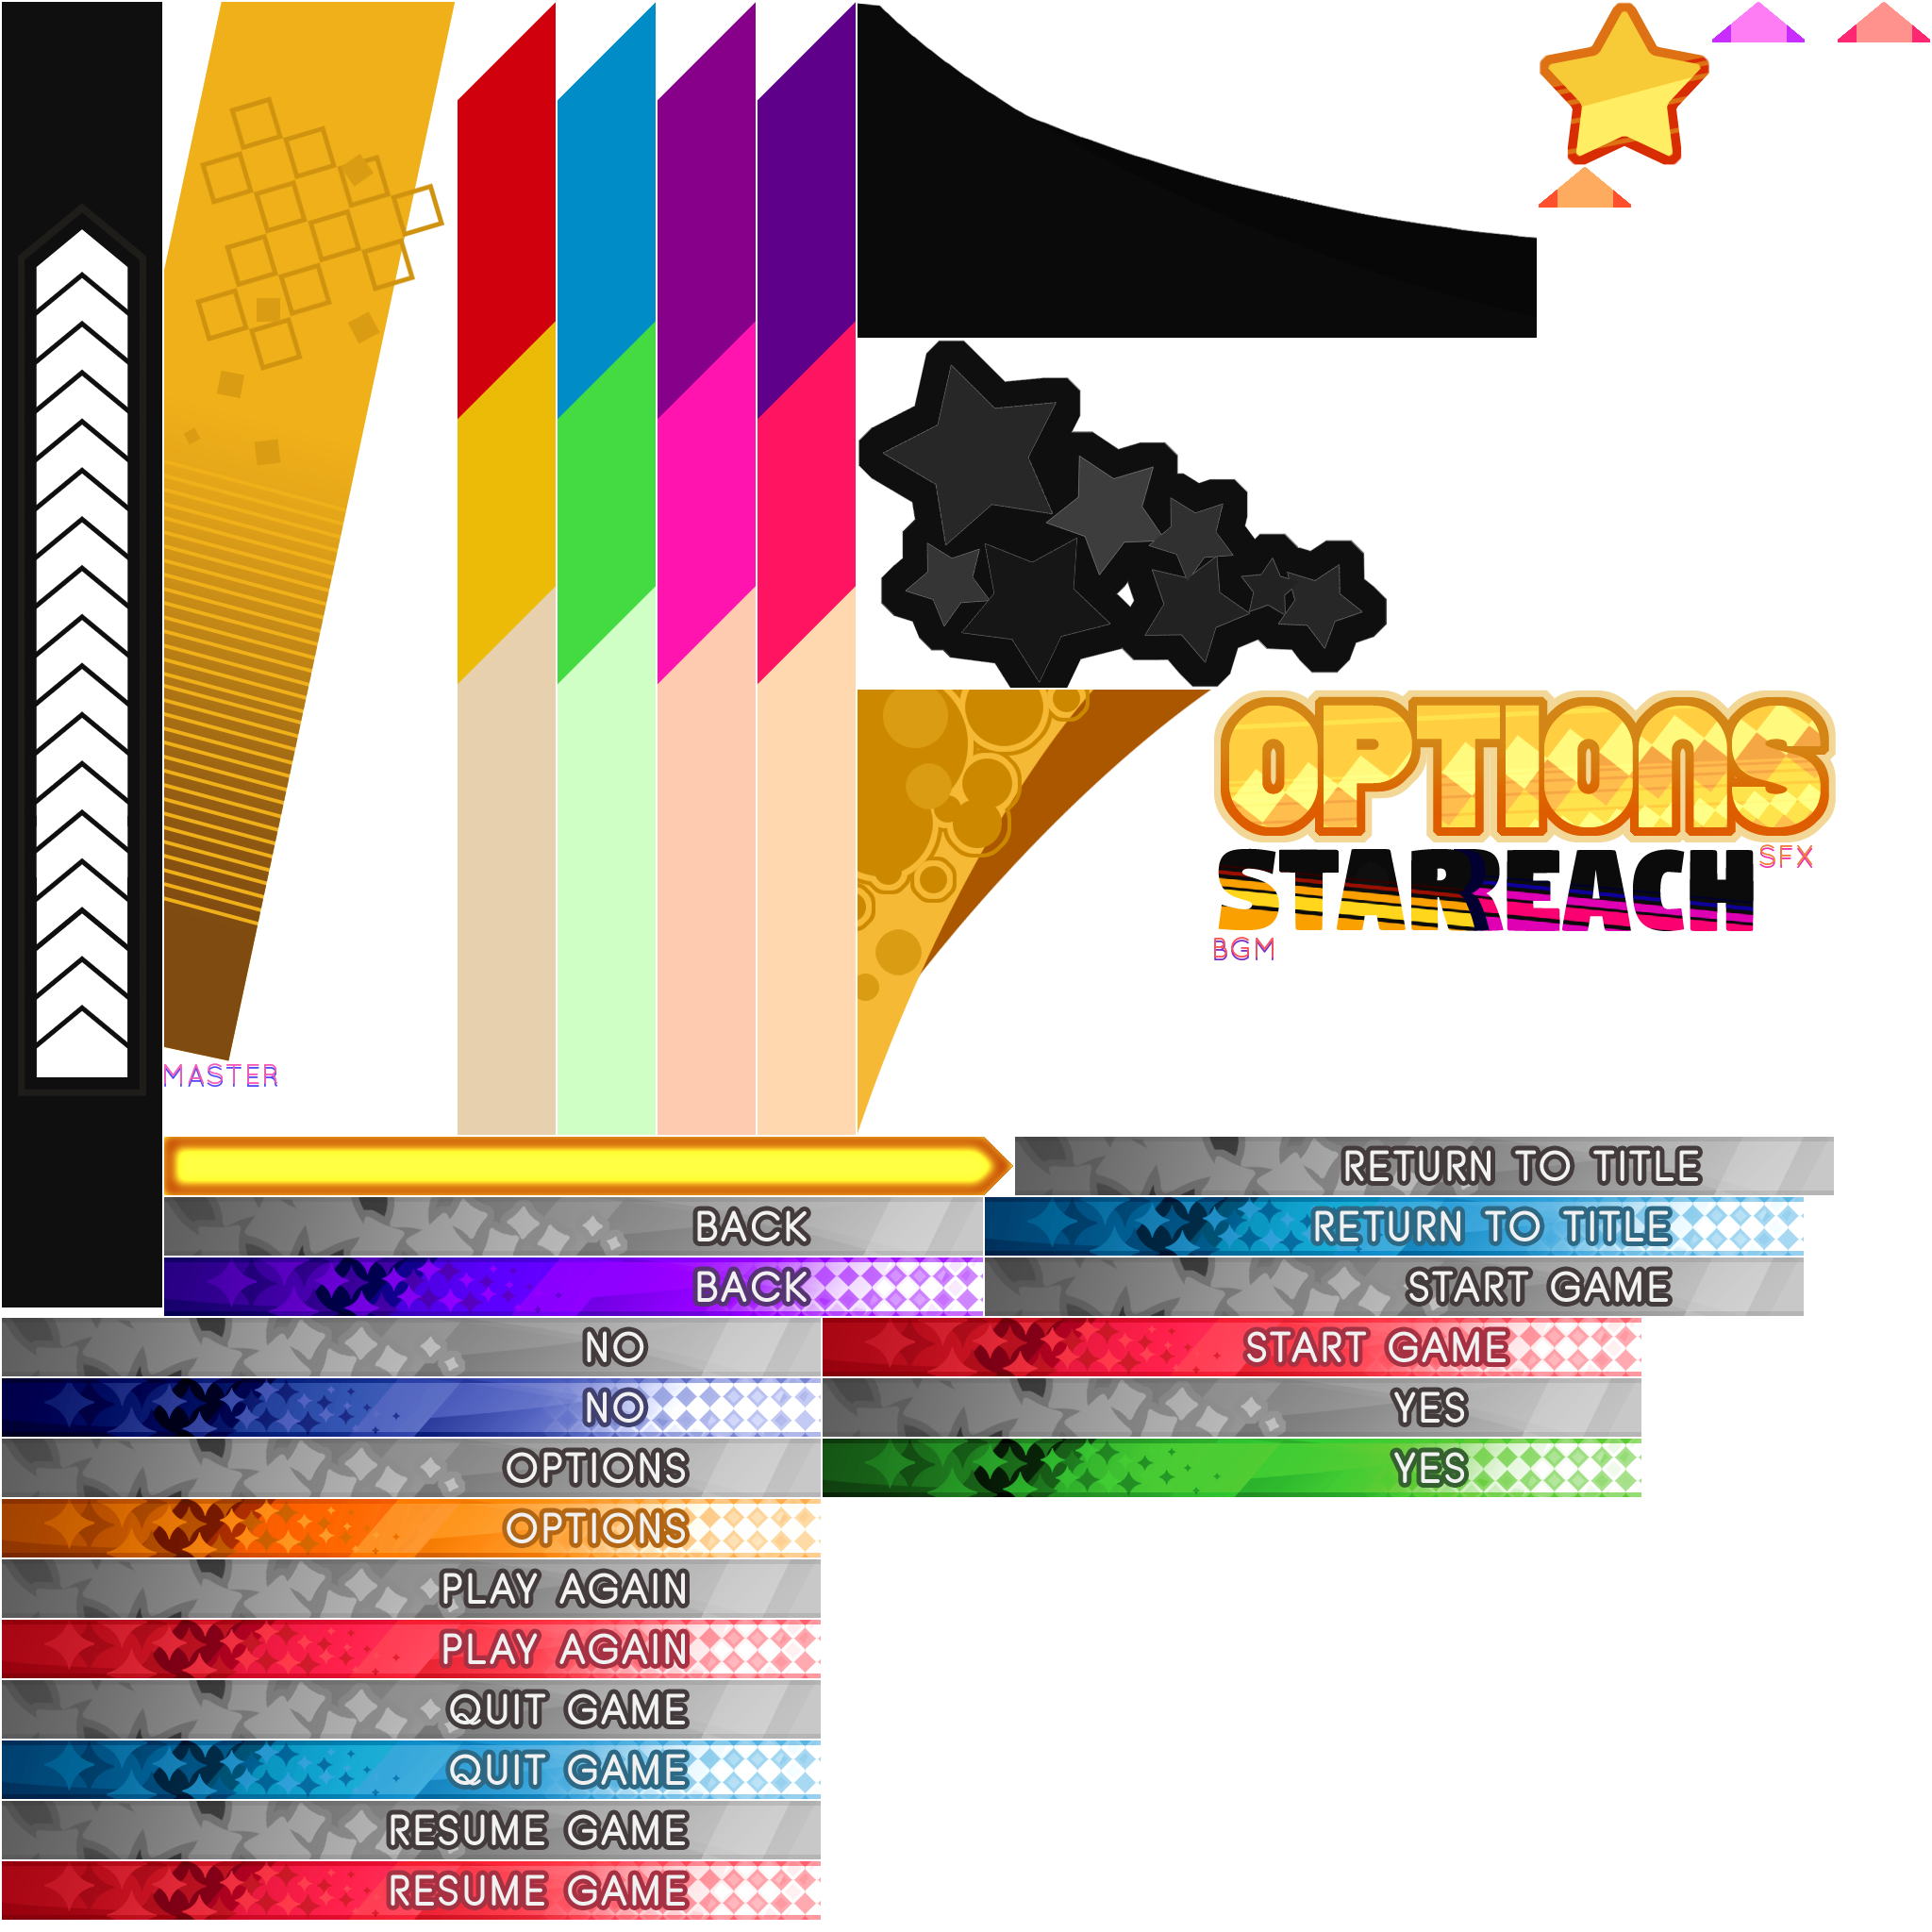 OPTIONS
STARREACH
SFX
BGM
MASTER
RETURN TO TITLE
BACK
RETURN TO TITLE
BACK
START GAME
NO
START GAME
NO
YES
OPTIONS
YES
OPTIONS
PLAY AGAIN
PLAY AGAIN
QUIT GAME
QUIT GAME
RESUME GAME
RESUME GAME